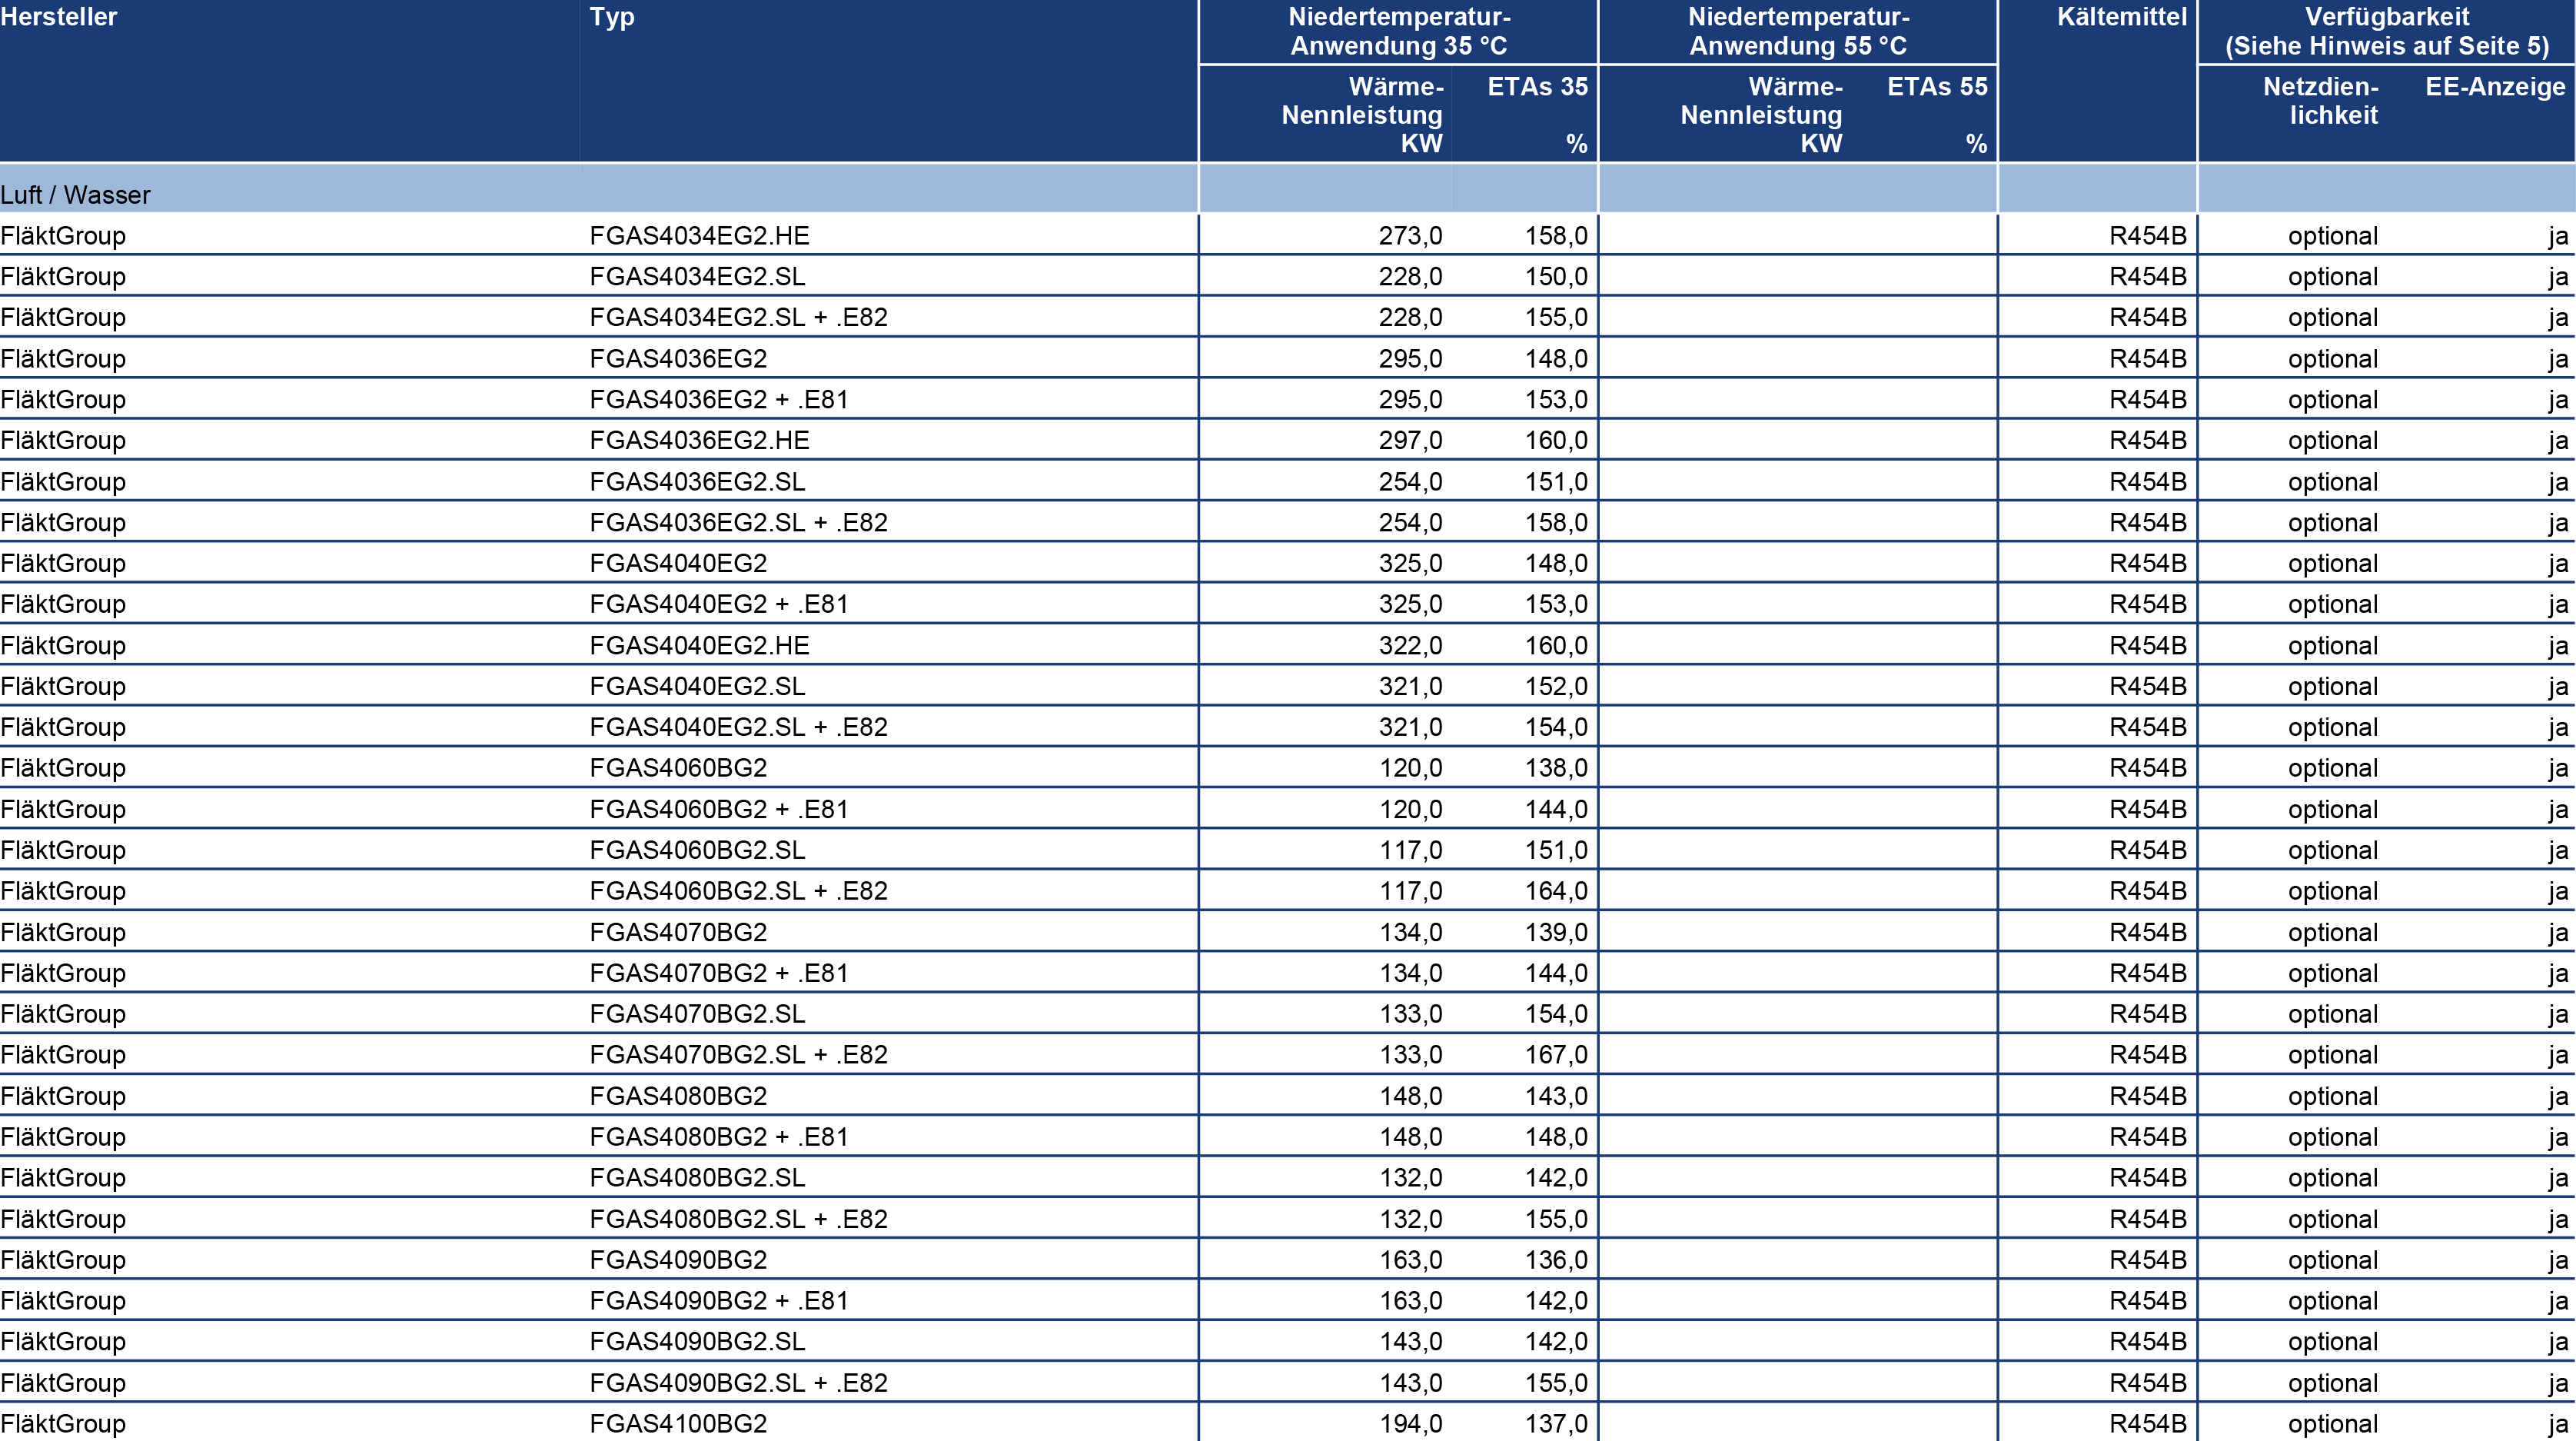 Hersteller Typ Niedertemperatur- Niedertemperatur- Kältemittel Verfügbarkeit
Anwendung 35 °C Anwendung 55 °C (Siehe Hinweis auf Seite 5)
Wärme- ETAs 35 Wärme- ETAs 55 Netzdien- EE-Anzeige
Nennleistung Nennleistung lichkeit
KW % KW %
Luft / Wasser
FläktGroup FGAS4034EG2.HE 273,0 158,0 R454B optional ja
FläktGroup FGAS4034EG2.SL 228,0 150,0 R454B optional ja
FläktGroup FGAS4034EG2.SL + .E82 228,0 155,0 R454B optional ja
FläktGroup FGAS4036EG2 295,0 148,0 R454B optional ja
FläktGroup FGAS4036EG2 + .E81 295,0 153,0 R454B optional ja
FläktGroup FGAS4036EG2.HE 297,0 160,0 R454B optional ja
FläktGroup FGAS4036EG2.SL 254,0 151,0 R454B optional ja
FläktGroup FGAS4036EG2.SL + .E82 254,0 158,0 R454B optional ja
FläktGroup FGAS4040EG2 325,0 148,0 R454B optional ja
FläktGroup FGAS4040EG2 + .E81 325,0 153,0 R454B optional ja
FläktGroup FGAS4040EG2.HE 322,0 160,0 R454B optional ja
FläktGroup FGAS4040EG2.SL 321,0 152,0 R454B optional ja
FläktGroup FGAS4040EG2.SL + .E82 321,0 154,0 R454B optional ja
FläktGroup FGAS4060BG2 120,0 138,0 R454B optional ja
FläktGroup FGAS4060BG2 + .E81 120,0 144,0 R454B optional ja
FläktGroup FGAS4060BG2.SL 117,0 151,0 R454B optional ja
FläktGroup FGAS4060BG2.SL + .E82 117,0 164,0 R454B optional ja
FläktGroup FGAS4070BG2 134,0 139,0 R454B optional ja
FläktGroup FGAS4070BG2 + .E81 134,0 144,0 R454B optional ja
FläktGroup FGAS4070BG2.SL 133,0 154,0 R454B optional ja
FläktGroup FGAS4070BG2.SL + .E82 133,0 167,0 R454B optional ja
FläktGroup FGAS4080BG2 148,0 143,0 R454B optional ja
FläktGroup FGAS4080BG2 + .E81 148,0 148,0 R454B optional ja
FläktGroup FGAS4080BG2.SL 132,0 142,0 R454B optional ja
FläktGroup FGAS4080BG2.SL + .E82 132,0 155,0 R454B optional ja
FläktGroup FGAS4090BG2 163,0 136,0 R454B optional ja
FläktGroup FGAS4090BG2 + .E81 163,0 142,0 R454B optional ja
FläktGroup FGAS4090BG2.SL 143,0 142,0 R454B optional ja
FläktGroup FGAS4090BG2.SL + .E82 143,0 155,0 R454B optional ja
FläktGroup FGAS4100BG2 194,0 137,0 R454B optional ja